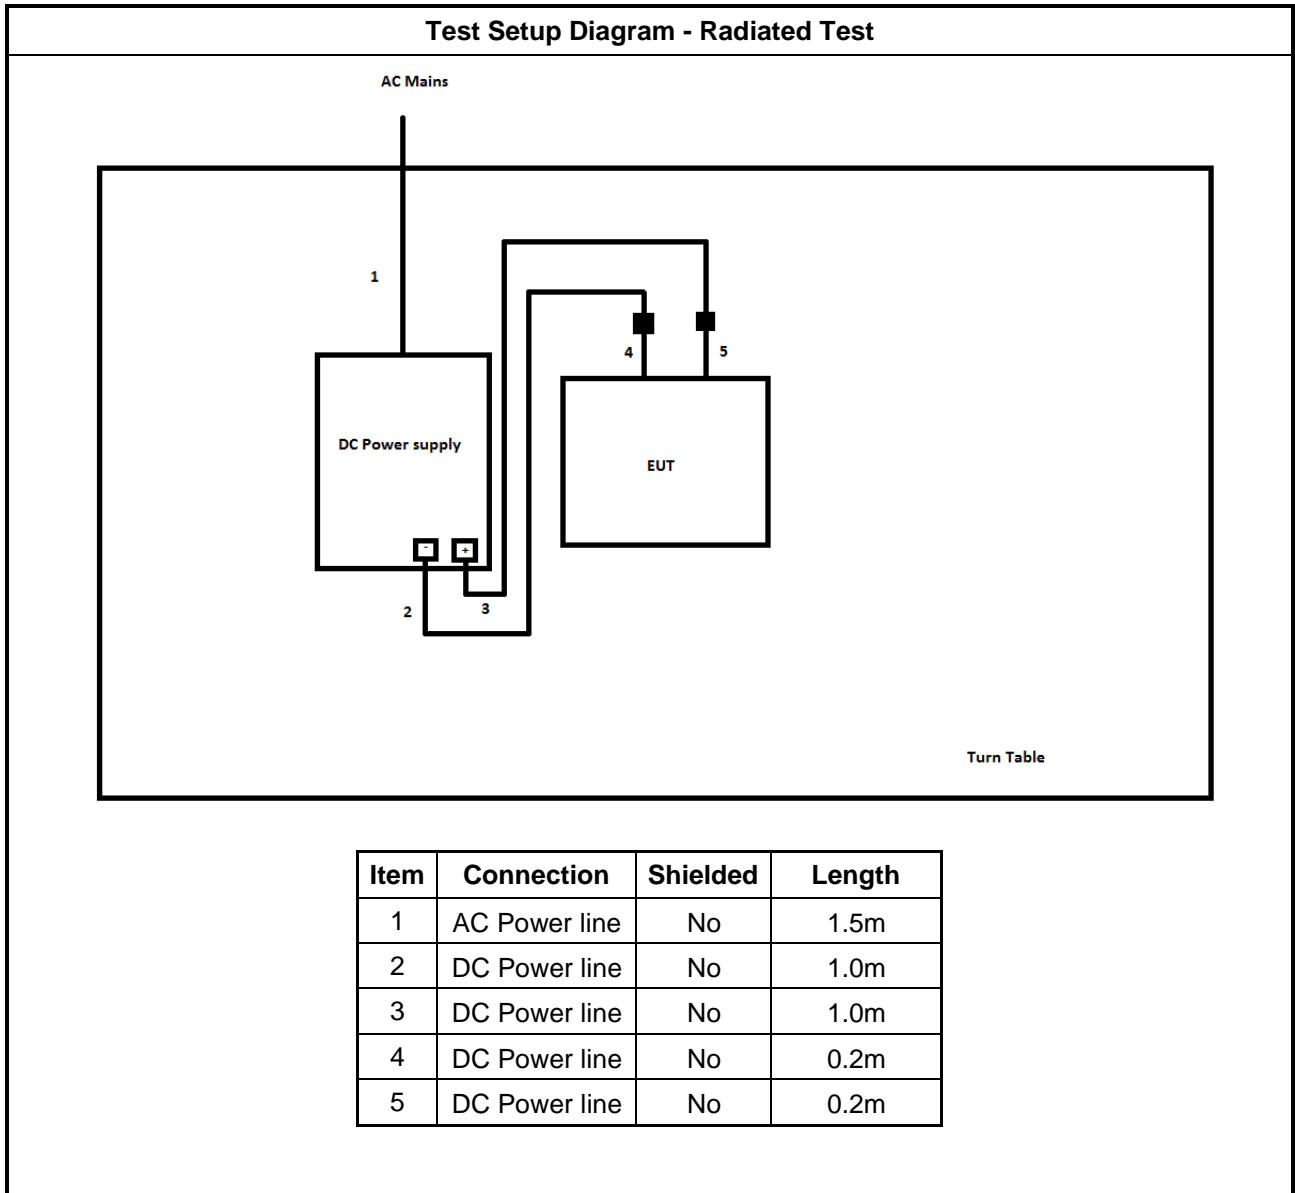 Test Setup Diagram - Radiated Test
AC Mains
1
4
5
DC Power supply
EUT
- +
2
3
Turn Table
Item Connection Shielded Length
1 AC Power line No 1.5m
2 DC Power line No 1.0m
3 DC Power line No 1.0m
4 DC Power line No 0.2m
5 DC Power line No 0.2m